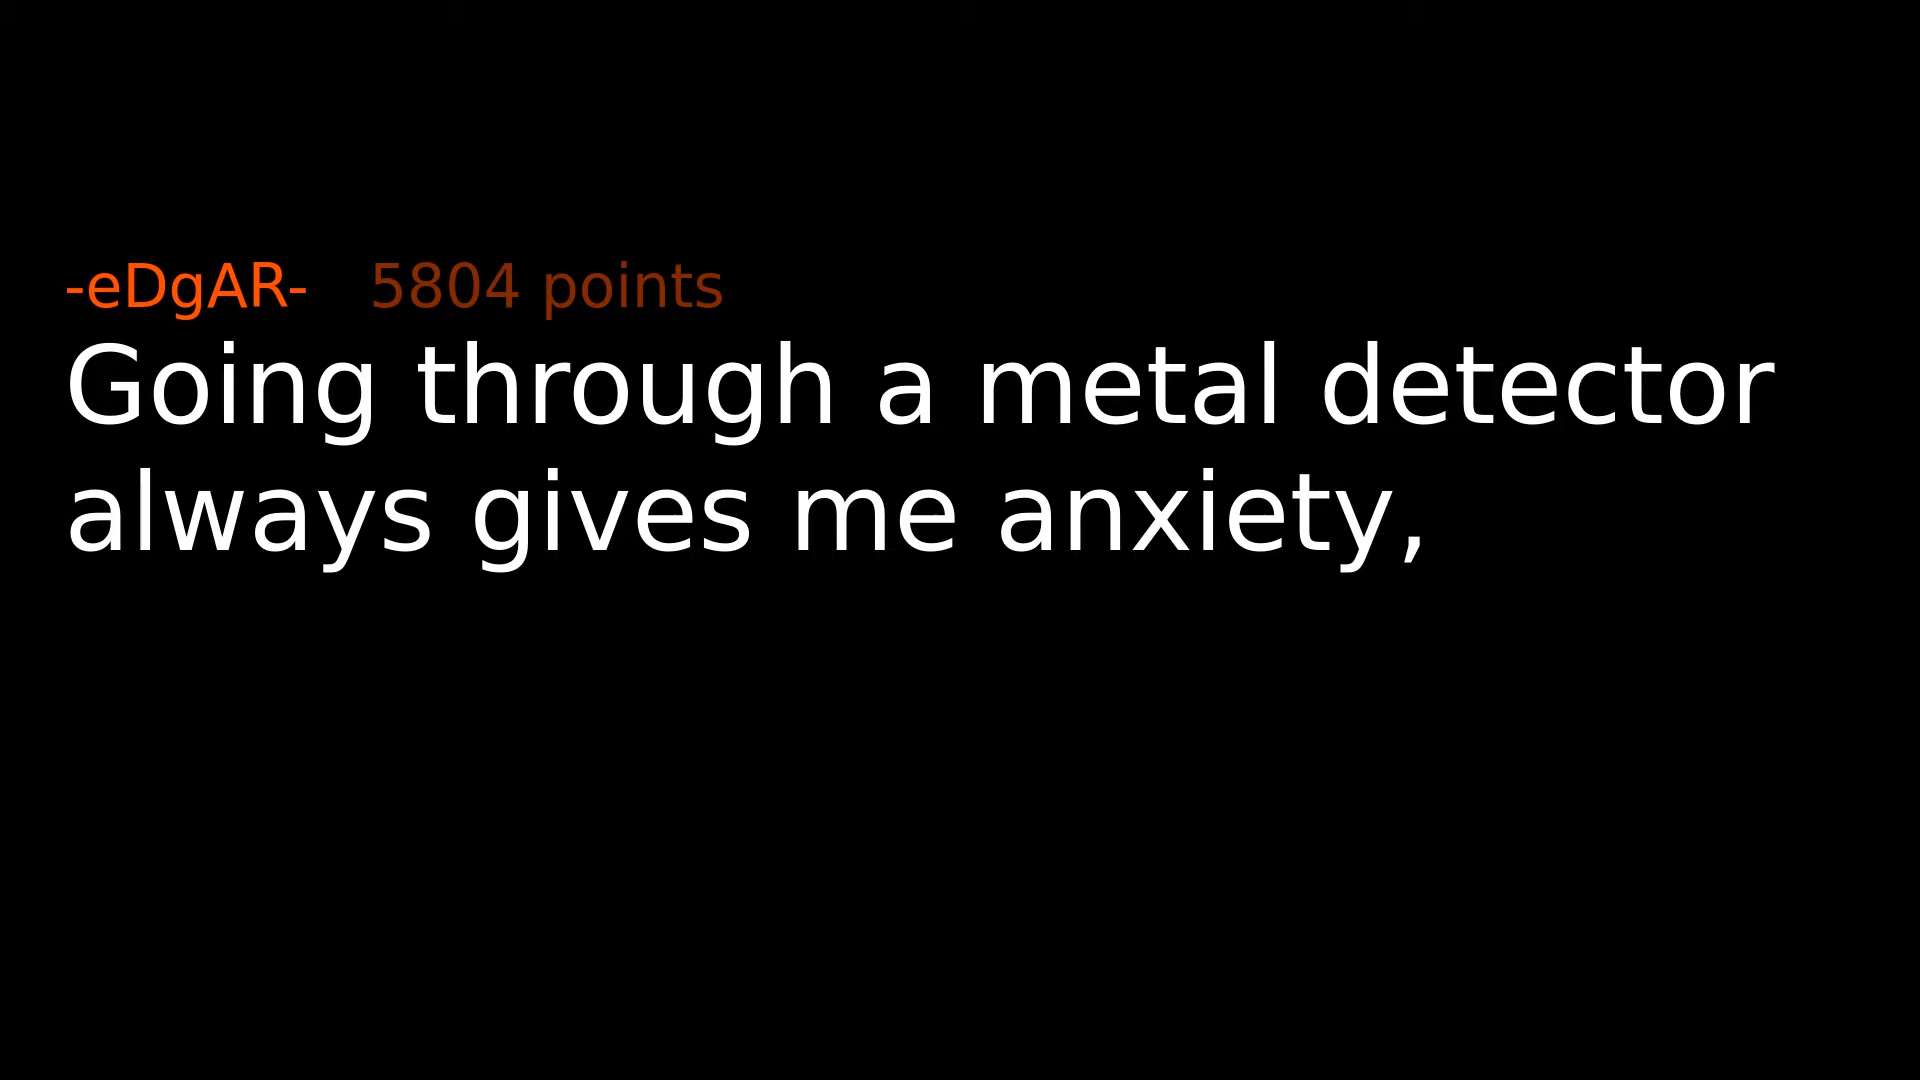 -eDgAR- 5804 points
Going through a metal detector
always gives me anxiety,